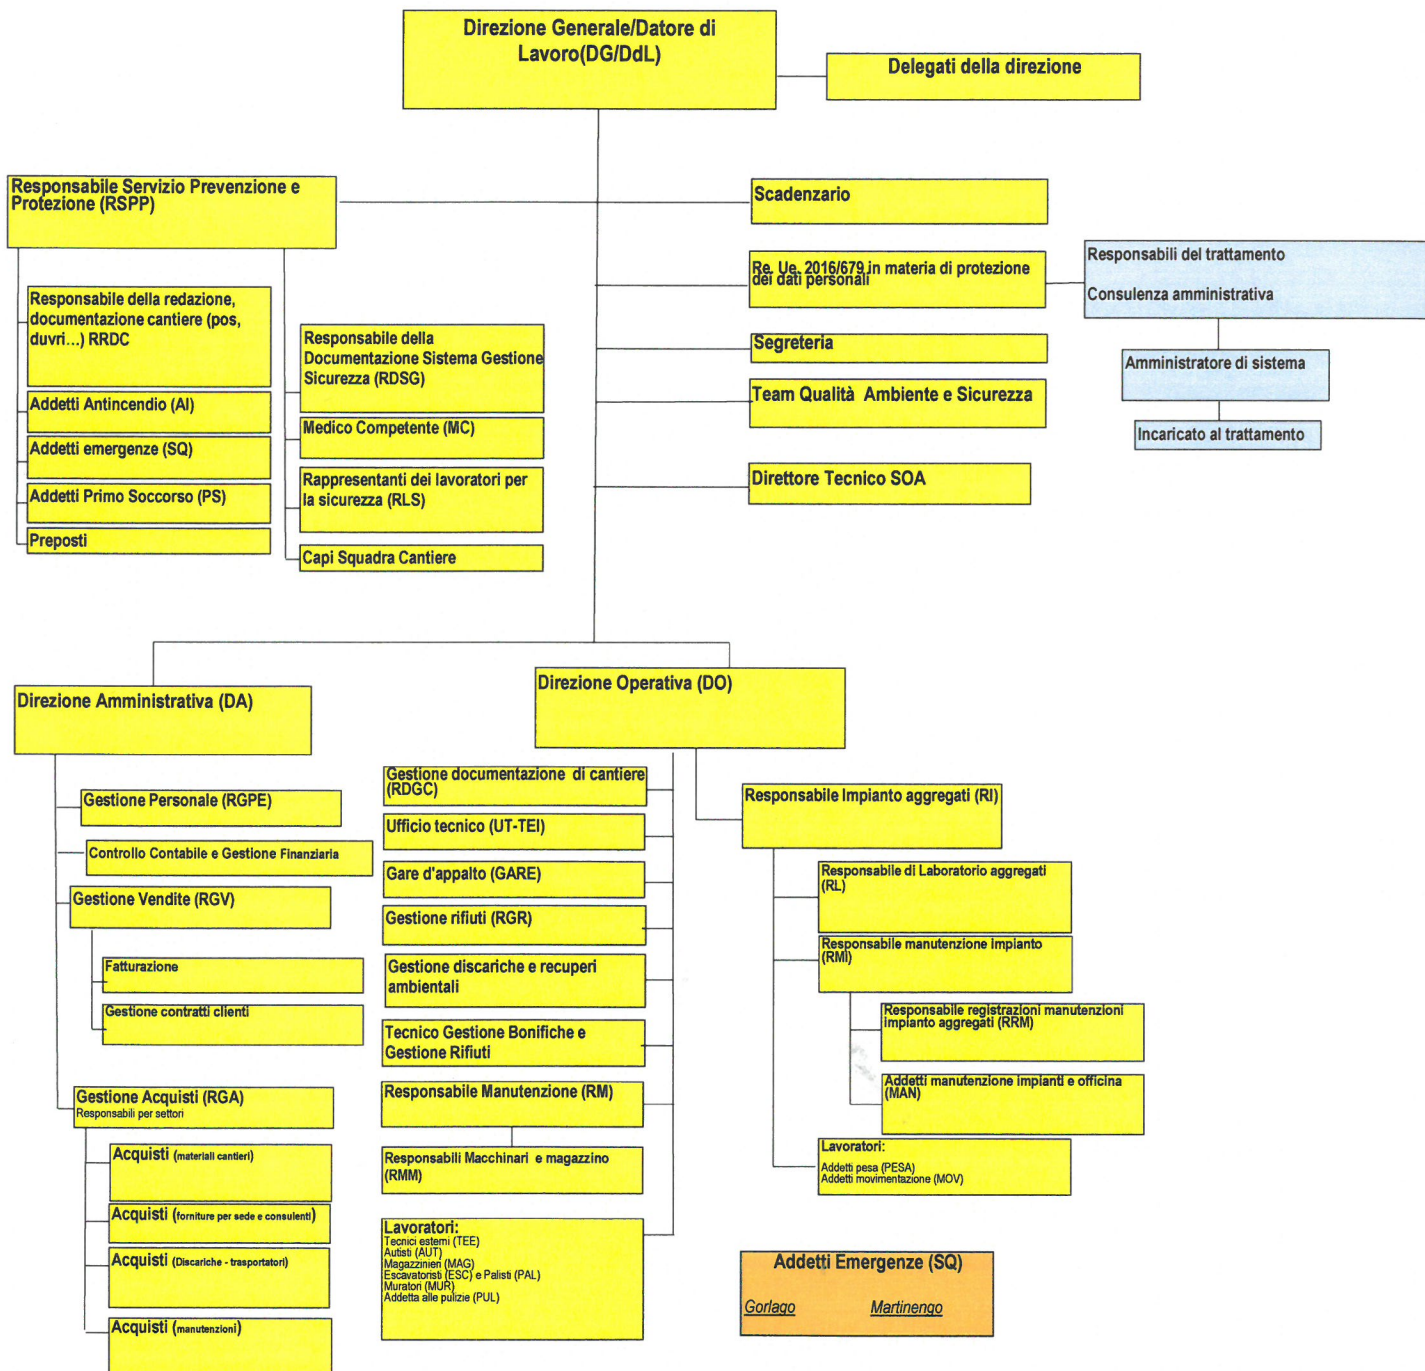 Direzione Generale/Datore di
Lavoro(DG/DdL)
Delegati della direzione
Responsabile Servizio Prevenzione e
Protezione (RSPP)
Scadenzario
Re. Ue. 2016/679 in materia di protezione
dei dati personali
Responsabili del trattamento
Consulenza amministrativa
Responsabile della redazione,
documentazione cantiere (pos,
duvri...) RRDC
Responsabile della
Documentazione Sistema Gestione
Sicurezza (RDSG)
Segreteria
Amministratore di sistema
Addetti Antincendio (AI)
Team Qualità  Ambiente e Sicurezza
Medico Competente (MC)
Incaricato al trattamento
Addetti emergenze (SQ)
Rappresentanti dei lavoratori per
la sicurezza (RLS)
Direttore Tecnico SOA
Addetti Primo Soccorso (PS)
Preposti
Capi Squadra Cantiere
Direzione Amministrativa (DA)
Direzione Operativa (DO)
Gestione Personale (RGPE)
Controllo Contabile e Gestione Finanziaria
Gestione Vendite (RGV)
Fatturazione
Gestione contratti clienti
Gestione Acquisti (RGA)
Responsabili per settori
Acquisti (materiali cantieri)
Acquisti (forniture per sede e consulenti)
Acquisti (Discariche - trasportatori)
Acquisti (manutenzioni)
Gestione documentazione  di cantiere
(RDGC)
Ufficio tecnico (UT-TEI)
Gare d'appalto (GARE)
Gestione rifiuti (RGR)
Gestione discariche e recuperi
ambientali
Tecnico Gestione Bonifiche e
Gestione Rifiuti
Responsabile Manutenzione (RM)
Responsabili Macchinari  e magazzino
(RMM)
Lavoratori:
Tecnici esterni (TEE)
Autisti (AUT)
Magazzinieri (MAG)
Escavatoristi (ESC) e Palisti (PAL)
Muratori (MUR)
Addetta alle pulizie (PUL)
Responsabile Impianto aggregati (RI)
Responsabile di Laboratorio aggregati
(RL)
Responsabile manutenzione impianto
(RMI)
Responsabile registrazioni manutenzioni
impianto aggregati (RRM)
Addetti manutenzione impianti e officina
(MAN)
Lavoratori:
Addetti pesa (PESA)
Addetti movimentazione (MOV)
Addetti Emergenze (SQ)
Gorlago Martinengo